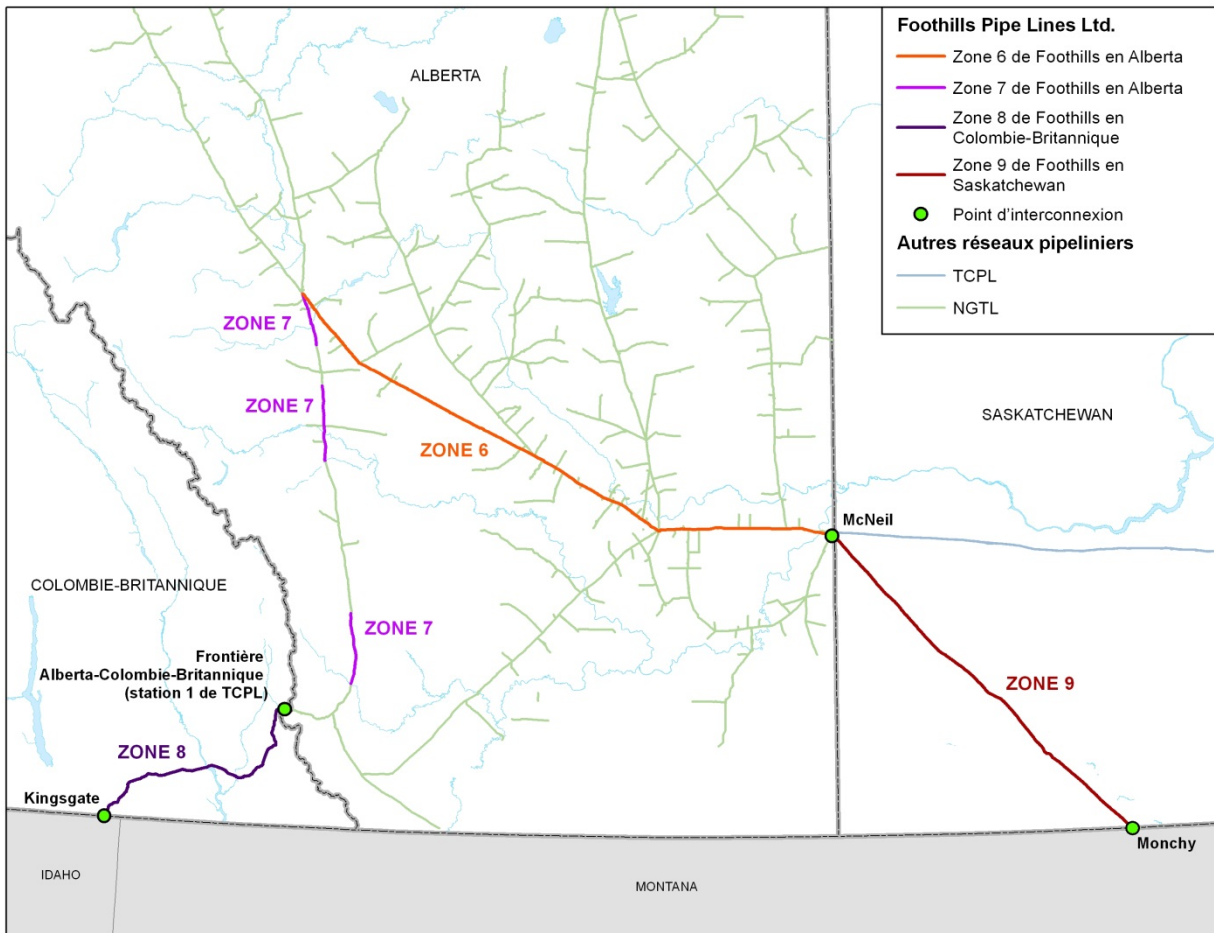 Foothills Pipe Lines Ltd.
Zone 6 de Foothills en Alberta
Zone 7 de Foothills en Alberta
Zone 8 de Foothills en
Colombie-Britannique
Zone 9 de Foothills en
Saskatchewan
Point d'interconnexion
Autres réseaux pipeliniers
TCPL
NGTL
ALBERTA
ZONE 7
ZONE 7
ZONE 6
SASKATCHEWAN
McNeil
COLOMBIE-BRITANNIQUE
ZONE 7
Frontière
Alberta-Colombie-Britannique
(station 1 de TCPL)
ZONE 9
ZONE 8
Kingsgate
Monchy
IDAHO
MONTANA